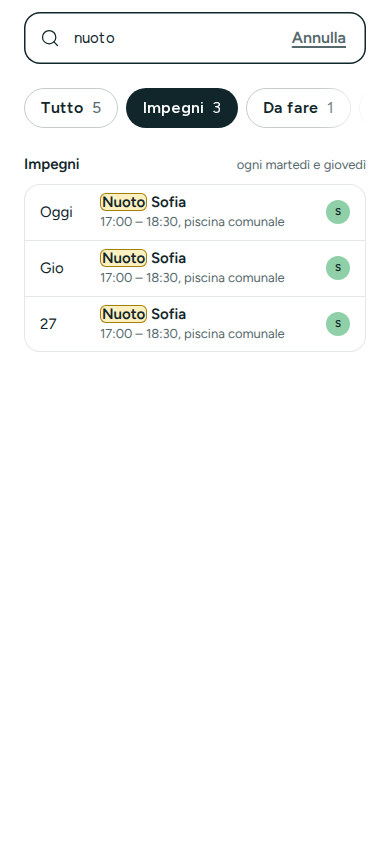 nuoto Annulla
Tutto 5 Impegni 3 Da fare 1
Impegni ogni martedì e giovedì
Oggi Nuoto Sofia S
17:00 – 18:30, piscina comunale
Gio Nuoto Sofia S
17:00 – 18:30, piscina comunale
27 Nuoto Sofia S
17:00 – 18:30, piscina comunale